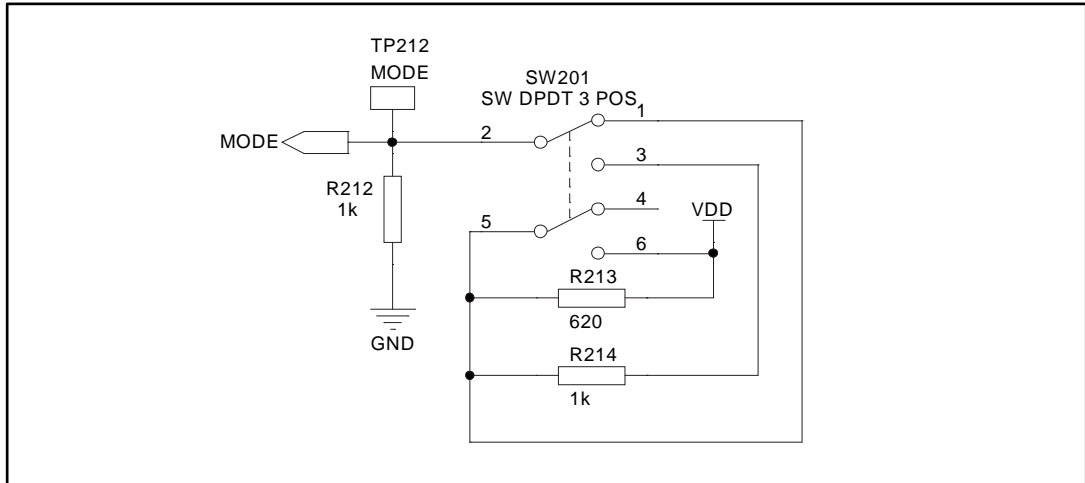 TP212
MODE
SW201
SW DPDT 3 POS
1
MODE
2
3
R212
1k
4
VDD
5
6
R213
620
GND
R214
1k